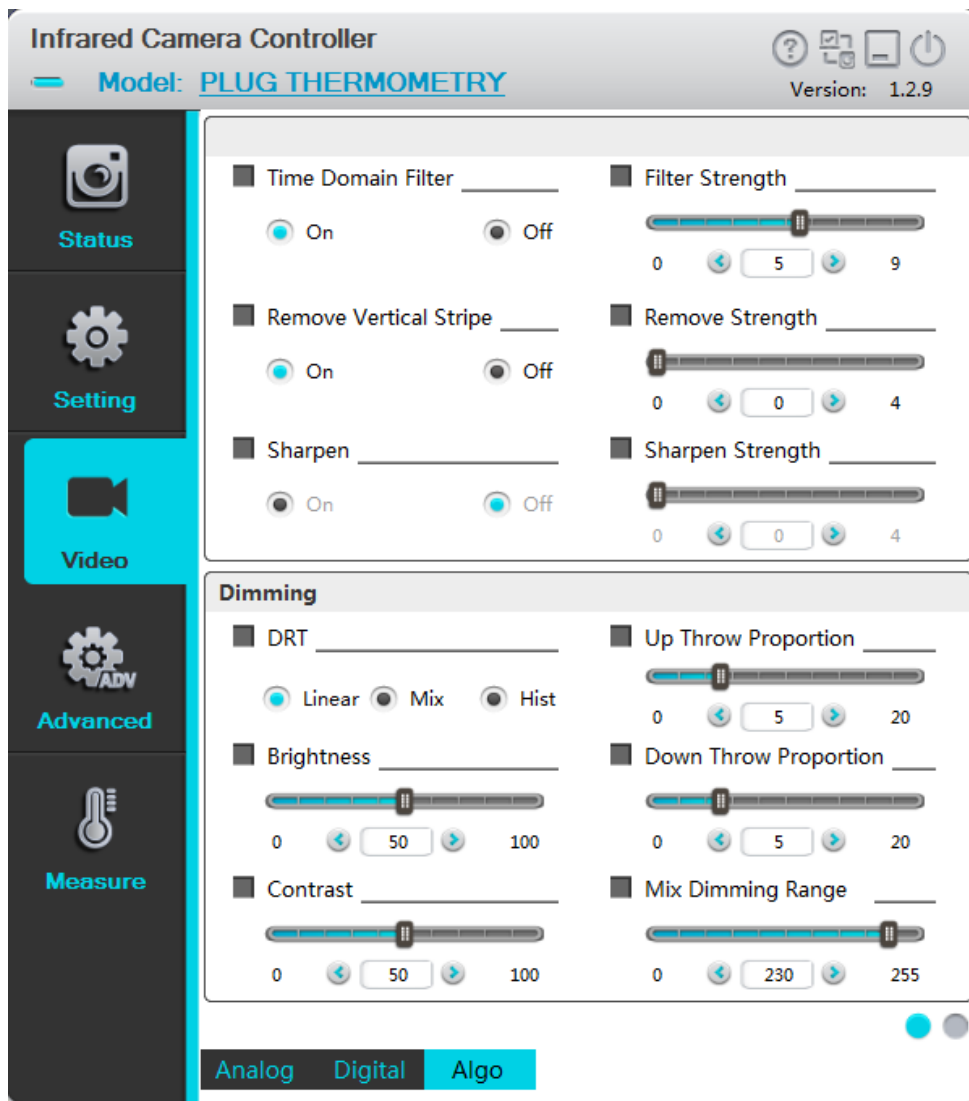 Infrared Camera Controller
Model: PLUG THERMOMETRY
Version: 1.2.9
Status
Setting
Video
ADV
Advanced
Measure
Time Domain Filter
On Off
Filter Strength
0 5 9
Remove Vertical Stripe
On Off
Remove Strength
0 0 4
Sharpen
On Off
Sharpen Strength
0 0 4
Dimming
DRT
Linear Mix Hist
Up Throw Proportion
0 5 20
Brightness
0 50 100
Down Throw Proportion
0 5 20
Contrast
0 50 100
Mix Dimming Range
0 230 255
Analog Digital Algo